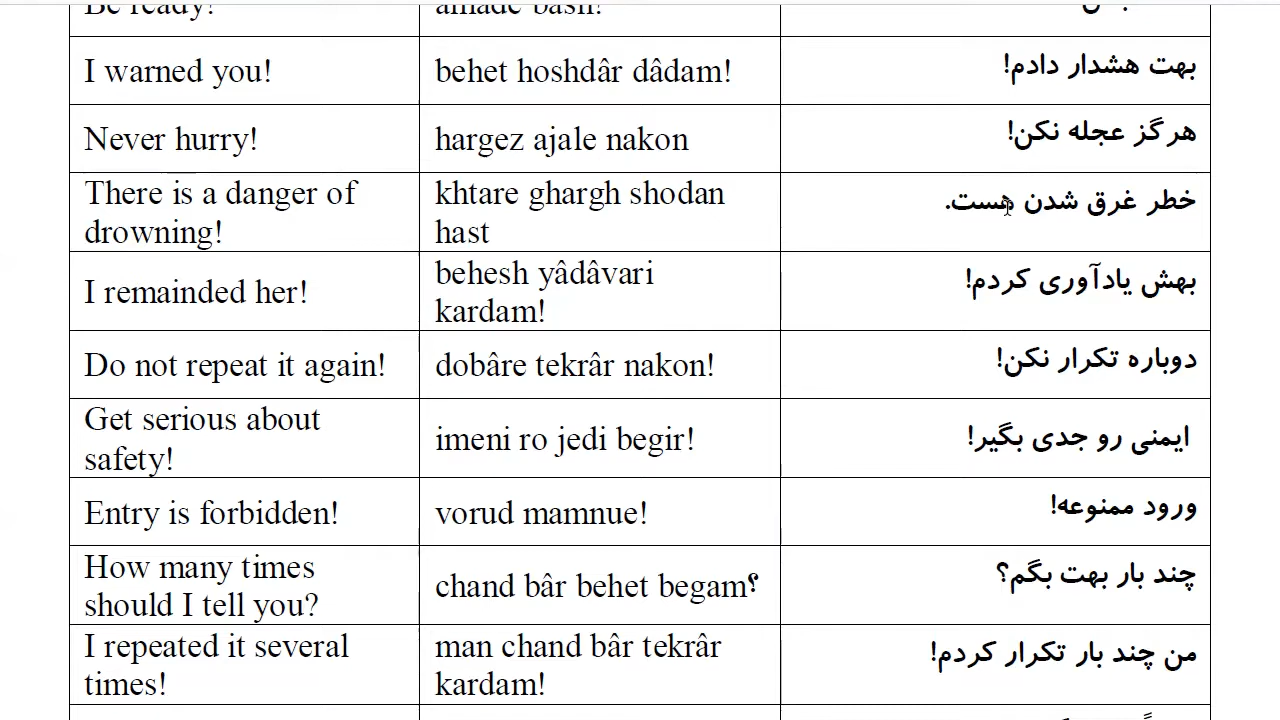 Be ready! amade bash!
I warned you! behet hoshdâr dâdam! بهت هشدار دادم!
Never hurry! hargez ajale nakon هرگز عجله نکن!
There is a danger of
drowning!
khtare ghargh shodan
hast
خطر غرق شدن هست.
I remainded her!
behesh yâdâvari
kardam!
بهش یادآوری کردم!
Do not repeat it again! dobâre tekrâr nakon! دوباره تکرار نکن!
Get serious about
safety!
imeni ro jedi begir!
ایمنی رو جدی بگیر!
Entry is forbidden! vorud mamnue! ورود ممنوعه!
How many times
should I tell you?
chand bâr behet begam؟
چند بار بهت بگم؟
I repeated it several
times!
man chand bâr tekrâr
kardam!
من چند بار تکرار کردم!